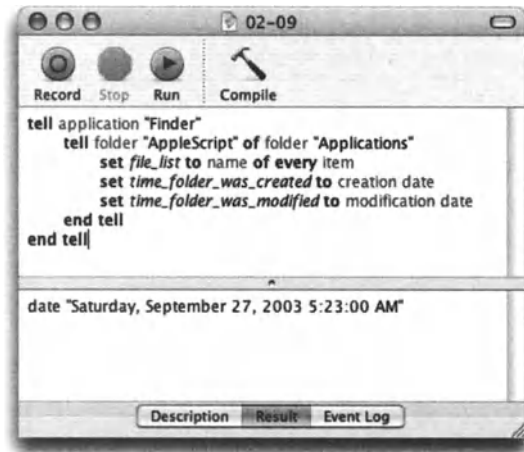 02-09
Record Stop Run Compile
tell application "Finder"
tell folder "AppleScript" of folder "Applications"
set file_list to name of every item
set time_folder_was_created to creation date
set time_folder_was_modified to modification date
end tell
end tell
date "Saturday, September 27, 2003 5:23:00 AM"
Description Result Event Log